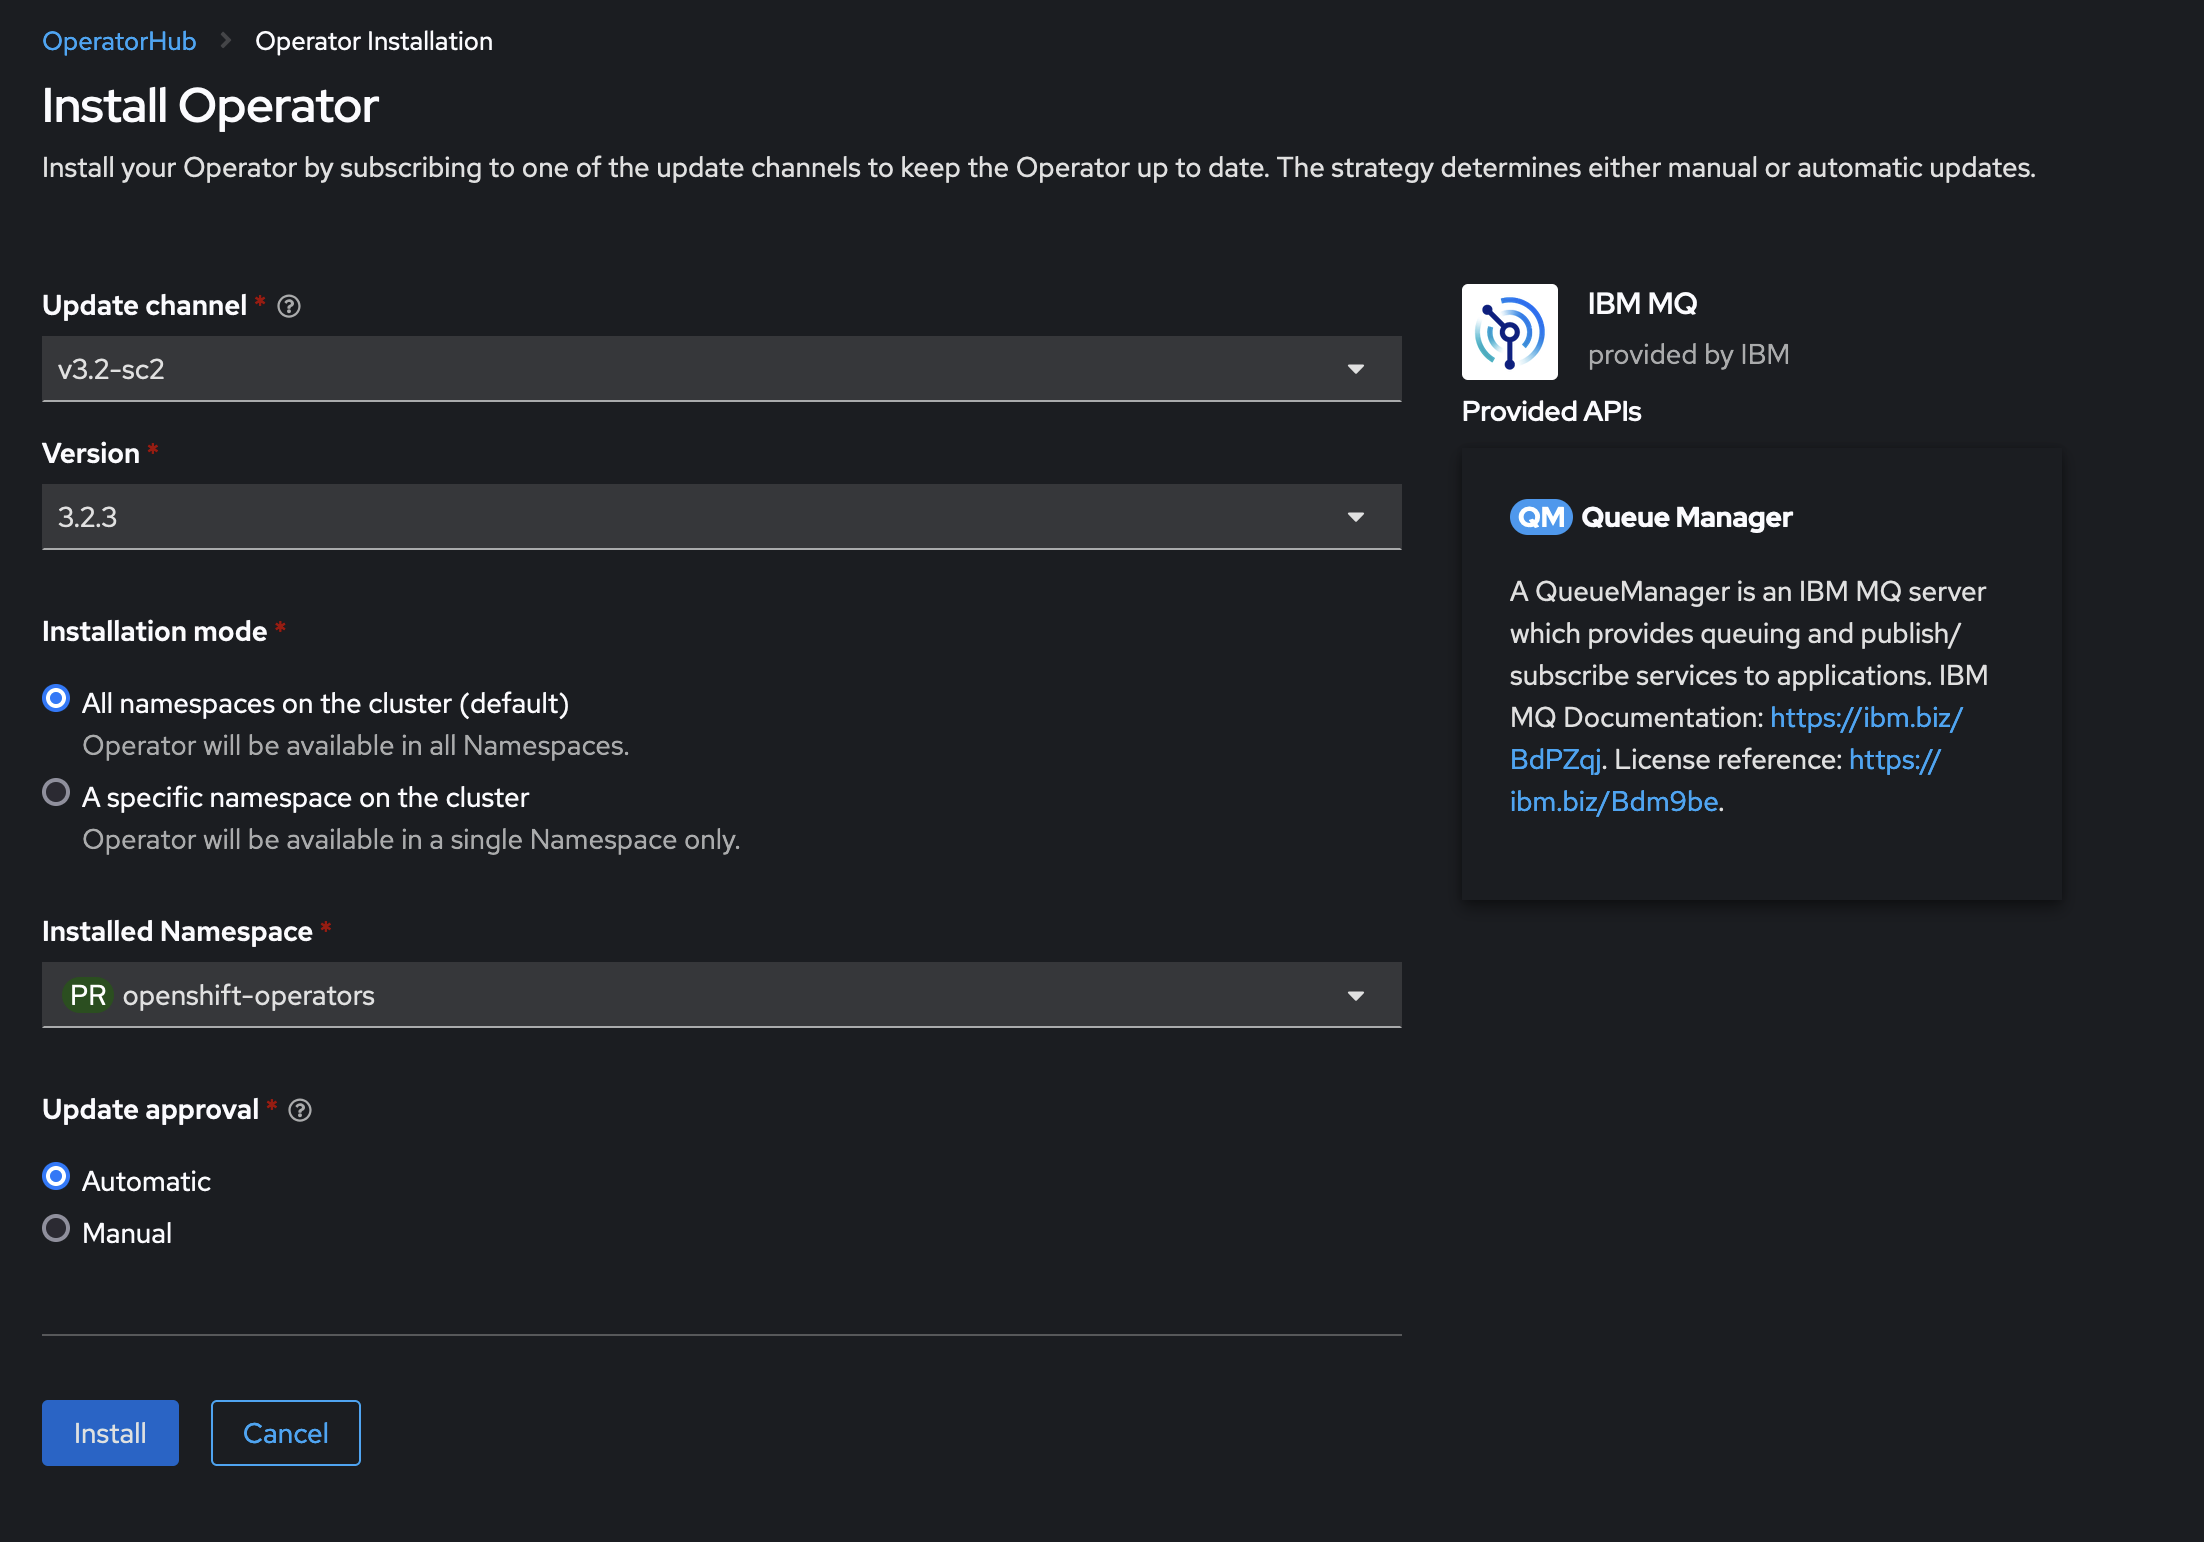 OperatorHub > Operator Installation
Install Operator
Install your Operator by subscribing to one of the update channels to keep the Operator up to date. The strategy determines either manual or automatic updates.
Update channel *
v3.2-sc2
Version *
3.2.3
Installation mode *
All namespaces on the cluster (default)
Operator will be available in all Namespaces.
A specific namespace on the cluster
Operator will be available in a single Namespace only.
Installed Namespace *
PR openshift-operators
Update approval *
Automatic
Manual
Install Cancel
IBM MQ
provided by IBM
Provided APIs
QM Queue Manager
A QueueManager is an IBM MQ server
which provides queuing and publish/
subscribe services to applications. IBM
MQ Documentation: https://ibm.biz/
BdPZqj. License reference: https://
ibm.biz/Bdm9be.